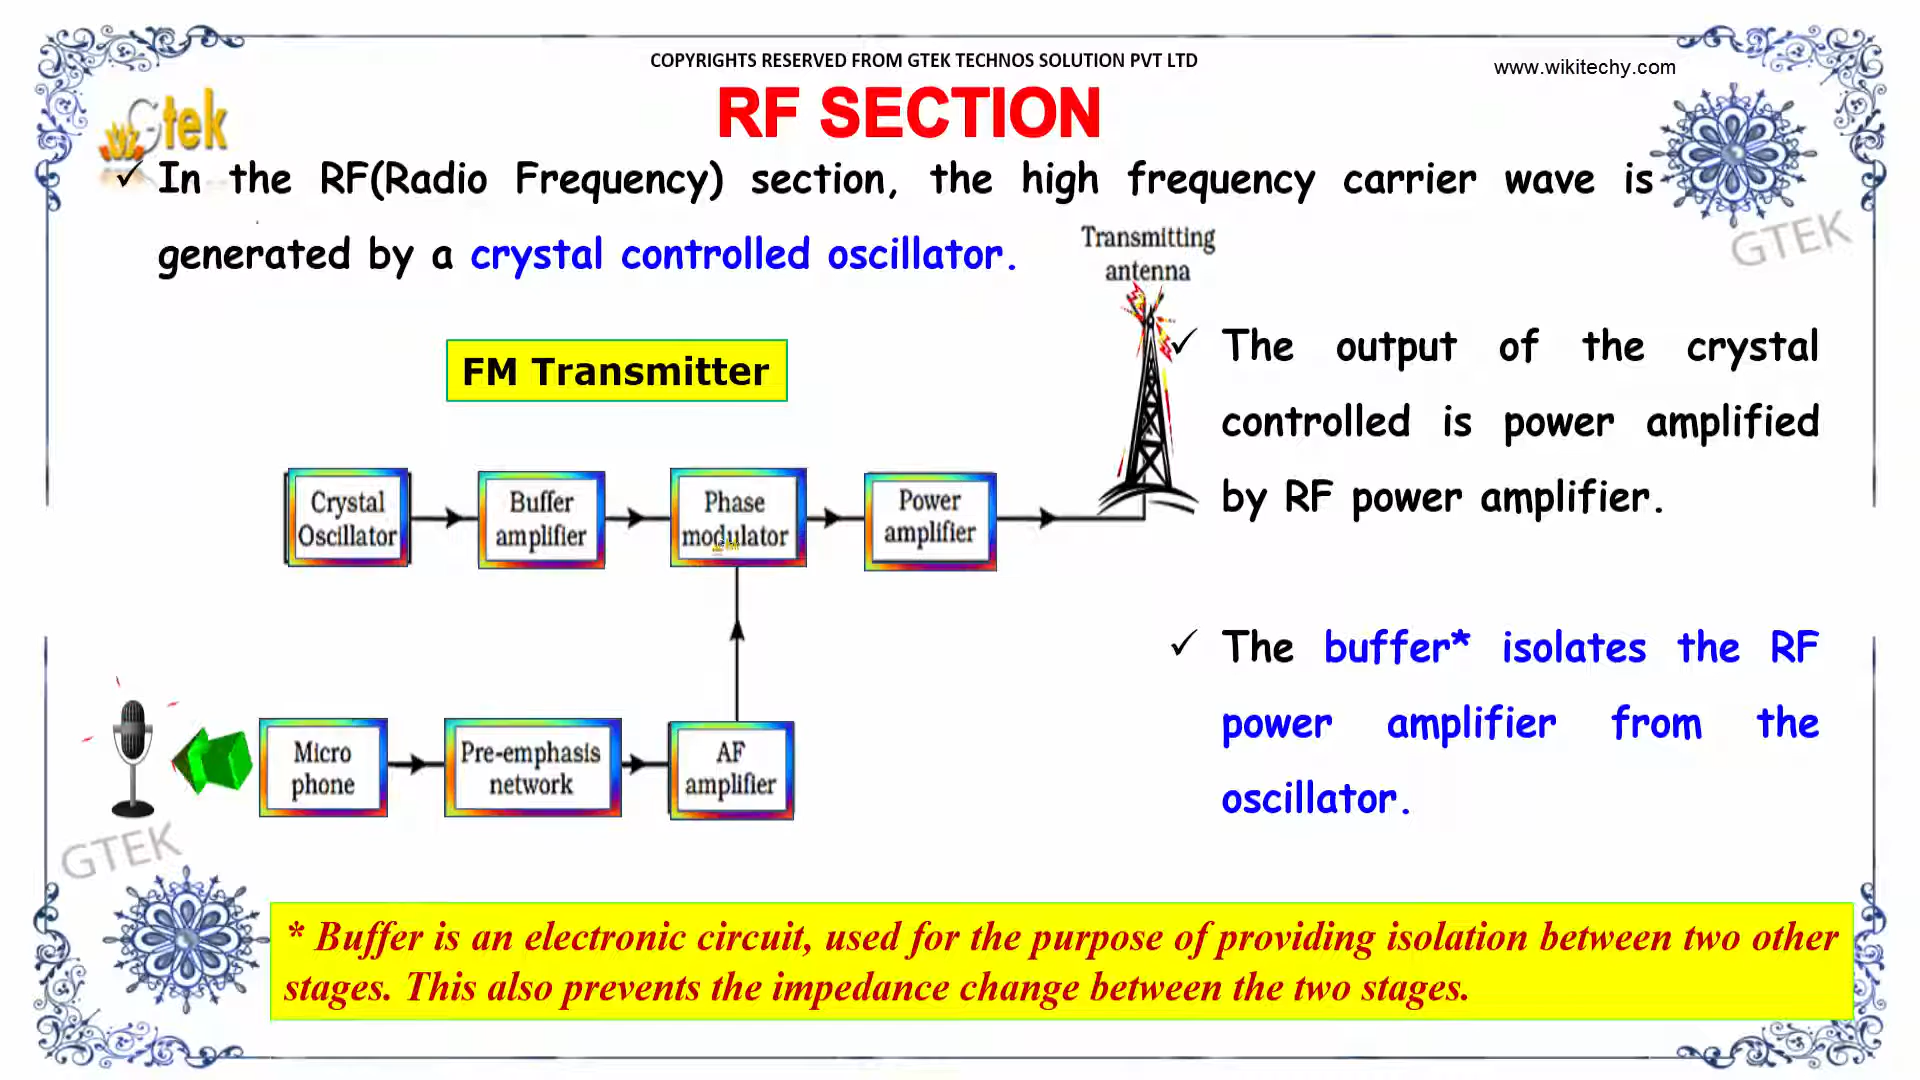 COPYRIGHTS RESERVED FROM GTEK TECHNOS SOLUTION PVT LTD
www.wikitechy.com
Gtek
RF SECTION
✓ In the RF(Radio Frequency) section, the high frequency carrier wave is
generated by a crystal controlled oscillator.
GTEK
Transmitting
antenna
FM Transmitter
✓ The output of the crystal
controlled is power amplified
by RF power amplifier.
Crystal
Oscillator
Buffer
amplifier
Phase
modulator
Power
amplifier
✓ The buffer* isolates the RF
power amplifier from the
oscillator.
Micro
phone
Pre-emphasis
network
AF
amplifier
GTEK
* Buffer is an electronic circuit, used for the purpose of providing isolation between two other
stages. This also prevents the impedance change between the two stages.